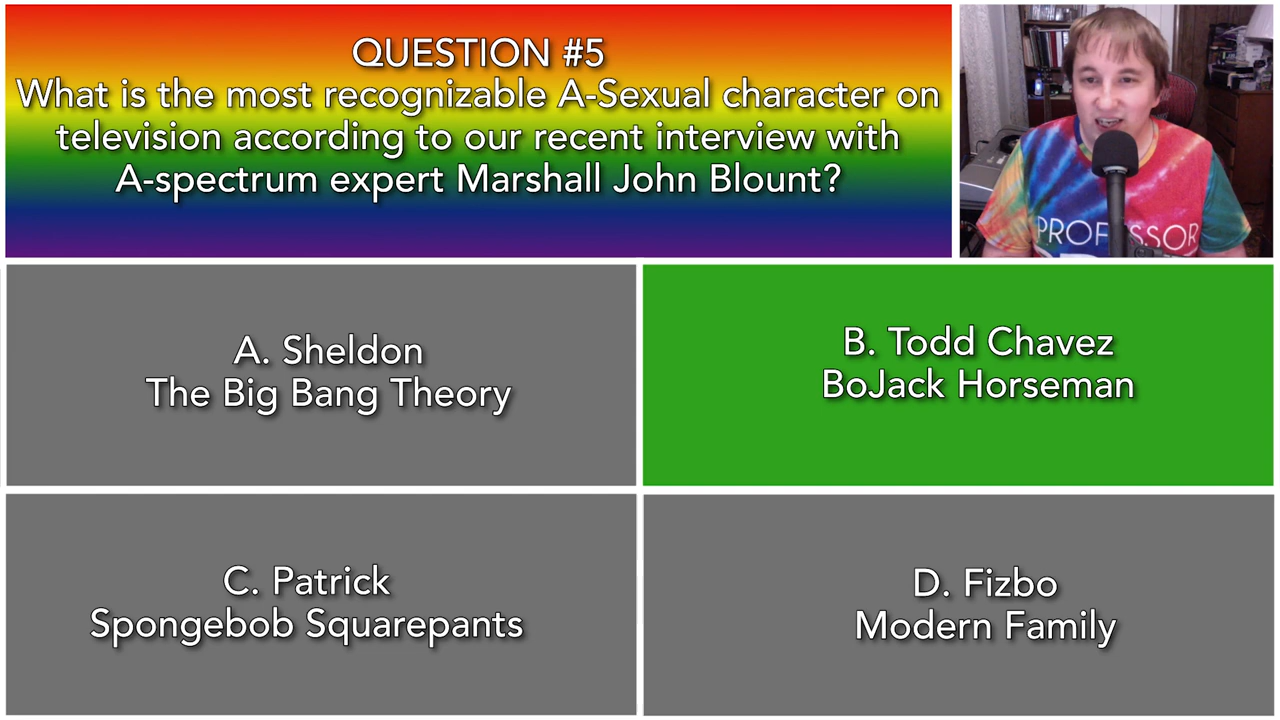 QUESTION #5
What is the most recognizable A-Sexual character on
television according to our recent interview with
A-spectrum expert Marshall John Blount?
PROFESSOR
A. Sheldon
The Big Bang Theory
B. Todd Chavez
BoJack Horseman
C. Patrick
Spongebob Squarepants
D. Fizbo
Modern Family